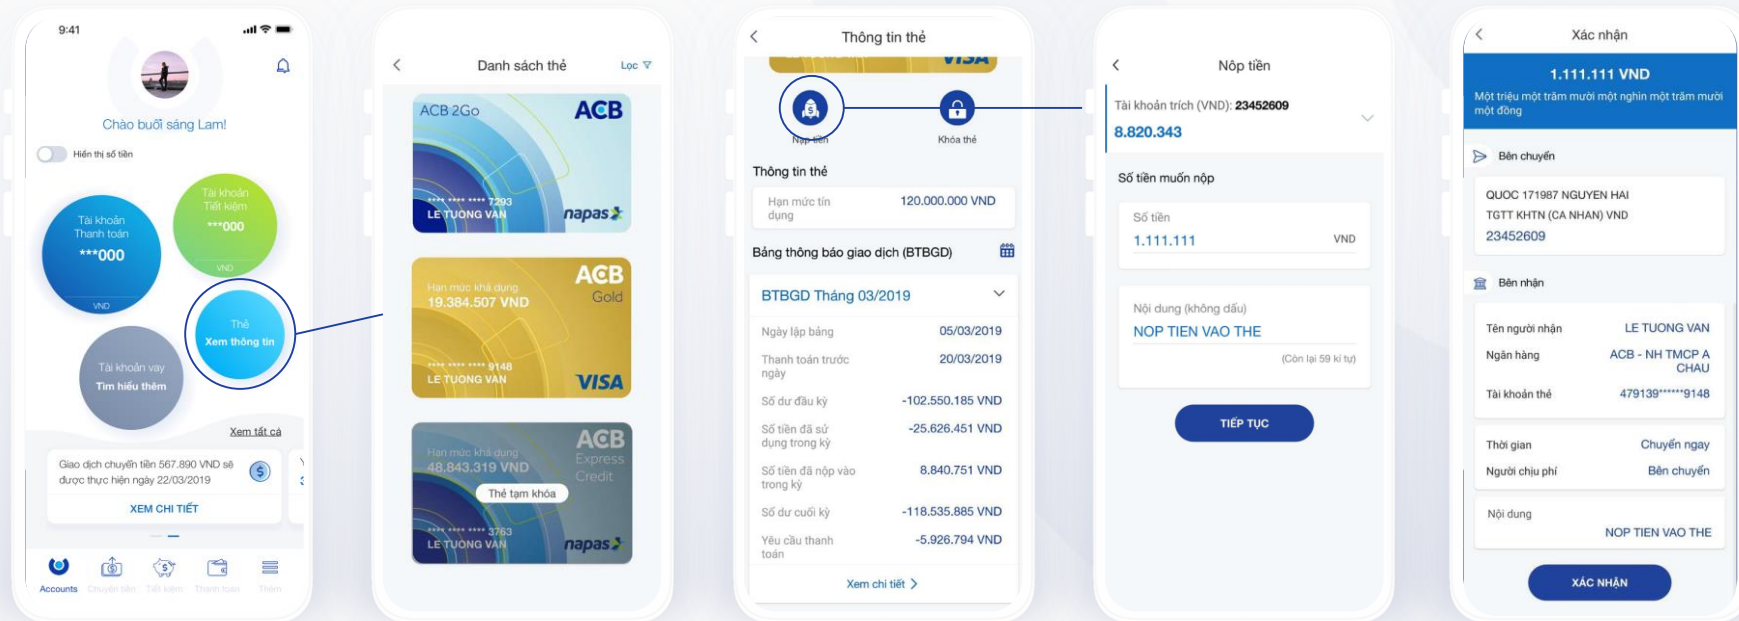 9:41
Chào buổi sáng Lam!
Hiển thị số tiền
Tài khoản
Tiết kiệm
***000
VND
Tài khoản
Thanh toán
***000
VND
Thẻ
Xem thông tin
Tài khoản vay
Tìm hiểu thêm
Xem tất cả
Giao dịch chuyển tiền 567.890 VND sẽ
được thực hiện ngày 22/03/2019
XEM CHI TIẾT
Accounts
Chuyển tiền
Tiết kiệm
Thanh toán
Thêm
Danh sách thẻ
Lọc
ACB 2Go
ACB
**** **** **** 7293
LE TUONG VAN
napas
ACB
Gold
Hạn mức khả dụng
19.384.507 VND
**** **** **** 9148
LE TUONG VAN
VISA
ACB
Express
Credit
Hạn mức khả dụng
48.843.319 VND
Thẻ tạm khóa
**** **** **** 3763
LE TUONG VAN
napas
Thông tin thẻ
VISA
Nạp tiền
Khóa thẻ
Thông tin thẻ
Hạn mức tín
dụng
120.000.000 VND
Bảng thông báo giao dịch (BTBGD)
BTBGD Tháng 03/2019
Ngày lập bảng
05/03/2019
Thanh toán trước
ngày
20/03/2019
Số dư đầu kỳ
-102.550.185 VND
Số tiền đã sử
dụng trong kỳ
-25.626.451 VND
Số tiền đã nộp vào
trong kỳ
8.840.751 VND
Số dư cuối kỳ
-118.535.885 VND
Yêu cầu thanh
toán
-5.926.794 VND
Xem chi tiết
Nôp tiền
Tài khoản trích (VND): 23452609
8.820.343
Số tiền muốn nộp
Số tiền
1.111.111
VND
Nội dung (không dấu)
NOP TIEN VAO THE
(Còn lại 59 kí tự)
TIẾP TỤC
Xác nhận
1.111.111 VND
Một triệu một trăm mười một nghìn một trăm mười
một đồng
Bên chuyển
QUOC 171987 NGUYEN HAI
TGTT KHTN (CA NHAN) VND
23452609
Bên nhận
Tên người nhận
LE TUONG VAN
Ngân hàng
ACB - NH TMCP A
CHAU
Tài khoản thẻ
479139******9148
Thời gian
Chuyển ngay
Người chịu phí
Bên chuyển
Nội dung
NOP TIEN VAO THE
XÁC NHẬN